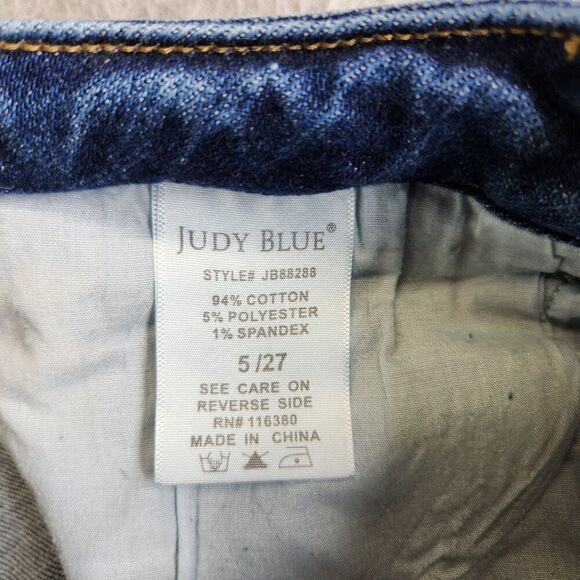 JUDY BLUE®
STYLE# JB88288
94% COTTON
5% POLYESTER
1% SPANDEX
5 /27
SEE CARE ON
REVERSE SIDE
RN# 116380
MADE IN CHINA